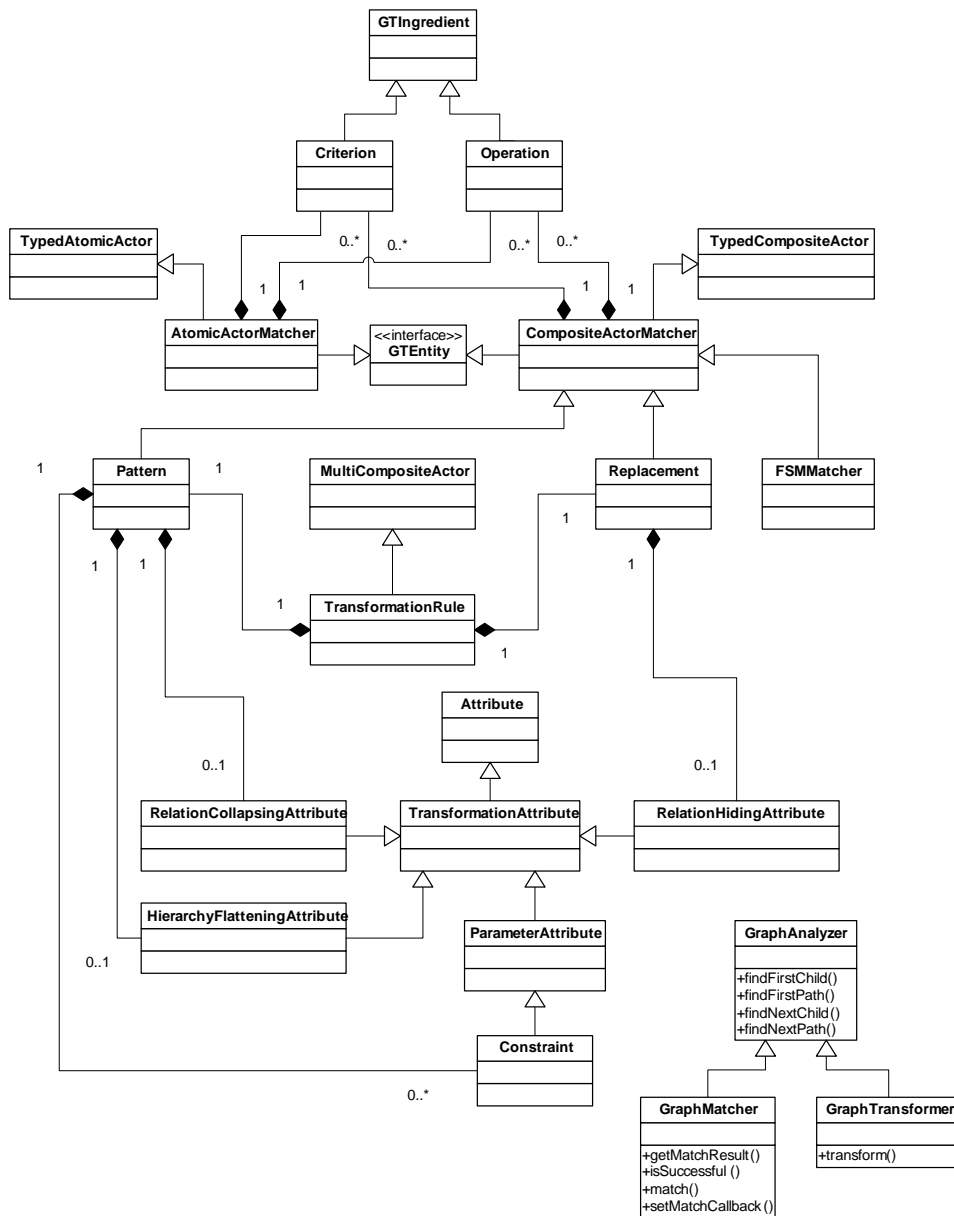 GTIngredient
Criterion
Operation
0..*
0..*
0..*
0..*
TypedAtomicActor
TypedCompositeActor
1
1
1
1
AtomicActorMatcher
<<interface>>
GTEntity
CompositeActorMatcher
1
Pattern
1
MultiCompositeActor
Replacement
FSMMatcher
1
1
1
1
1
TransformationRule
1
Attribute
0..1
0..1
RelationCollapsingAttribute
TransformationAttribute
RelationHidingAttribute
HierarchyFlatteningAttribute
0..1
ParameterAttribute
GraphAnalyzer
+findFirstChild()
+findFirstPath()
+findNextChild()
+findNextPath()
Constraint
0..*
GraphMatcher
+getMatchResult()
+isSuccessful ()
+match()
+setMatchCallback()
GraphTransformer
+transform()